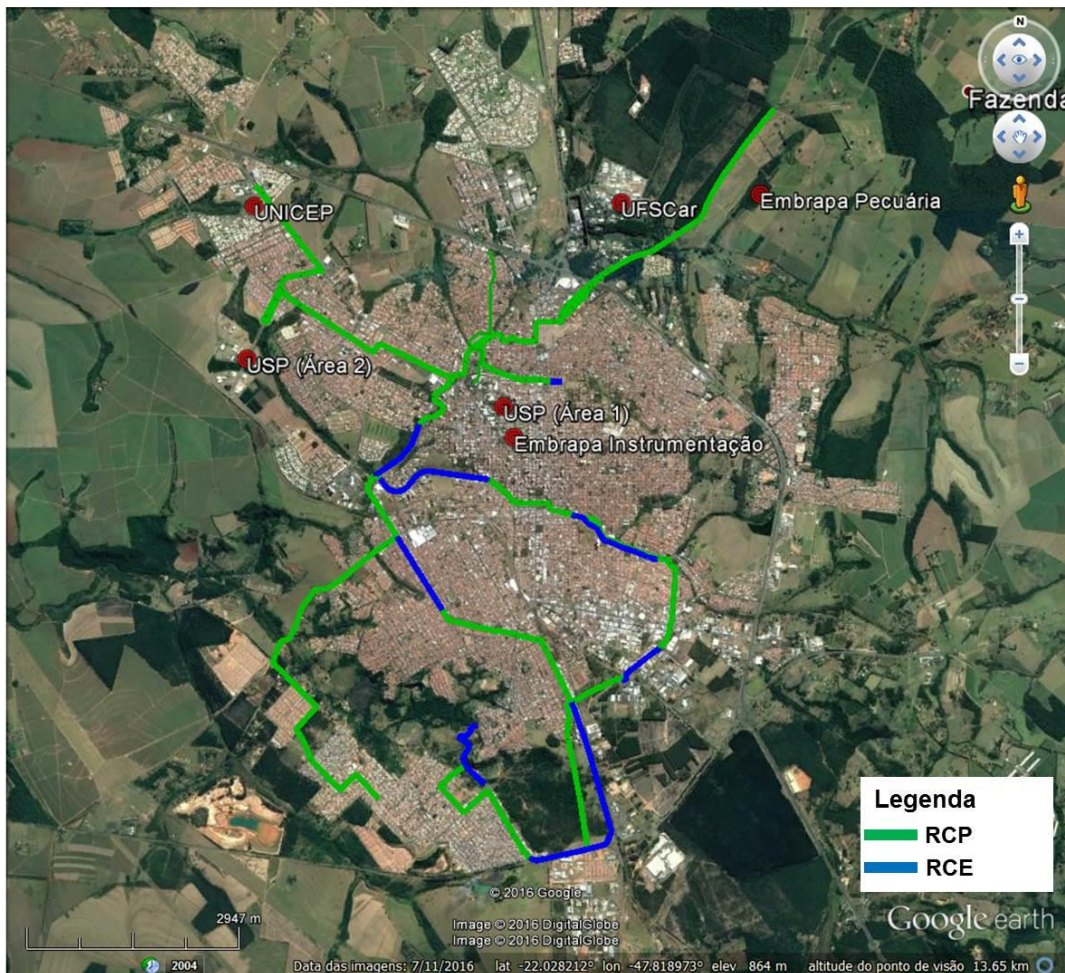 N
Fazenda
UNICEP
UFSCar
Embrapa Pecuária
USP (Área 2)
USP (Área 1)
Embrapa Instrumentação
Legenda
RCP
RCE
© 2016 Google
2947 m
Image © 2016 DigitalGlobe
Image © 2016 DigitalGlobe
Google earth
2004
Data das imagens: 7/11/2016 lat -22.028212° lon -47.818973° elev 864 m altitude do ponto de visão 13.65 km